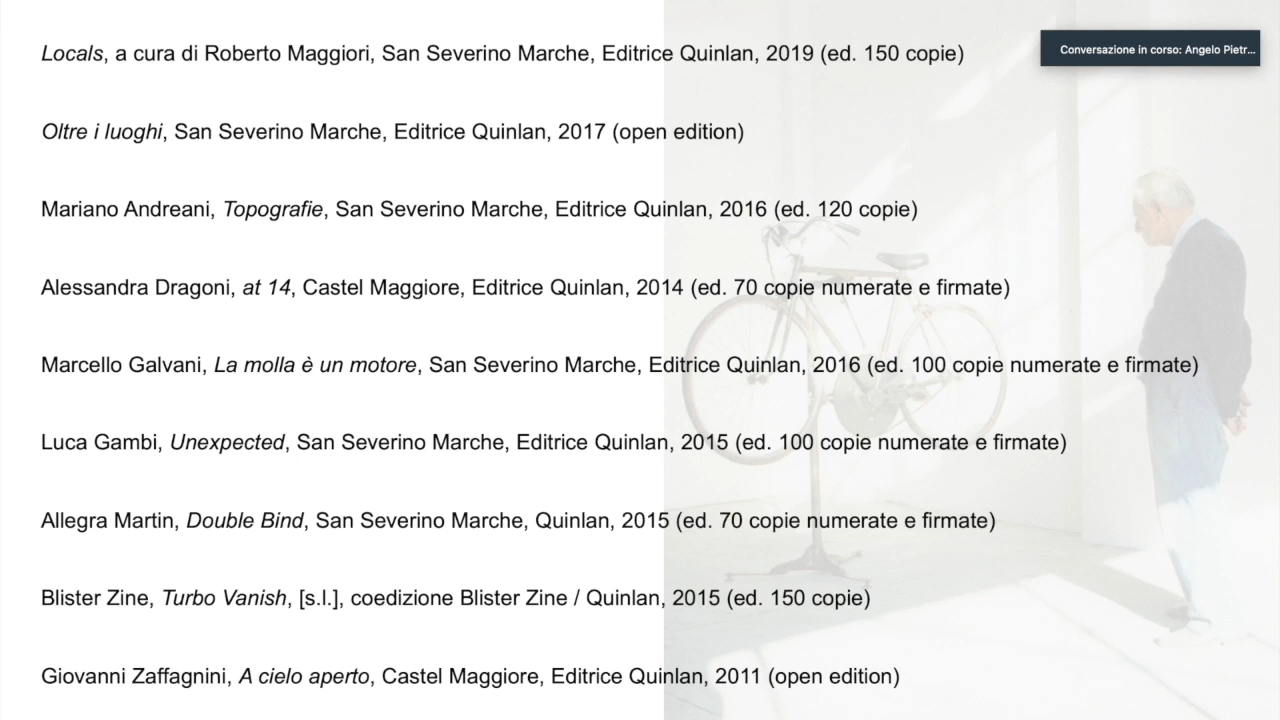 Locals, a cura di Roberto Maggiori, San Severino Marche, Editrice Quinlan, 2019 (ed. 150 copie)
Conversazione in corso: Angelo Pietr...
Oltre i luoghi, San Severino Marche, Editrice Quinlan, 2017 (open edition)
Mariano Andreani, Topografie, San Severino Marche, Editrice Quinlan, 2016 (ed. 120 copie)
Alessandra Dragoni, at 14, Castel Maggiore, Editrice Quinlan, 2014 (ed. 70 copie numerate e firmate)
Marcello Galvani, La molla è un motore, San Severino Marche, Editrice Quinlan, 2016 (ed. 100 copie numerate e firmate)
Luca Gambi, Unexpected, San Severino Marche, Editrice Quinlan, 2015 (ed. 100 copie numerate e firmate)
Allegra Martin, Double Bind, San Severino Marche, Quinlan, 2015 (ed. 70 copie numerate e firmate)
Blister Zine, Turbo Vanish, [s.l.], coedizione Blister Zine / Quinlan, 2015 (ed. 150 copie)
Giovanni Zaffagnini, A cielo aperto, Castel Maggiore, Editrice Quinlan, 2011 (open edition)